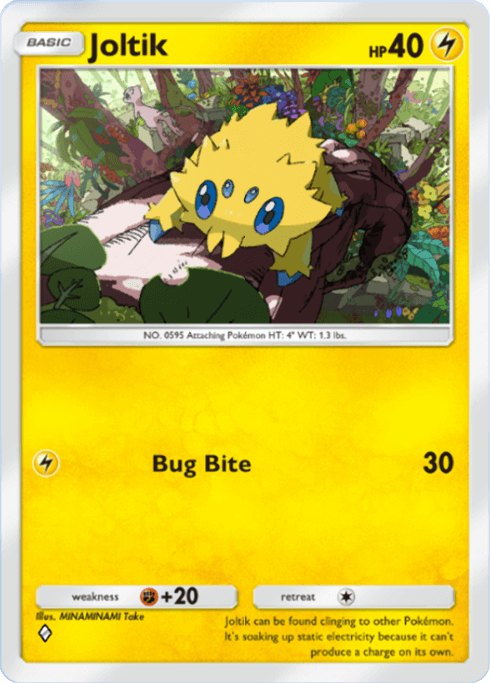 BASIC Joltik HP40
NO. 0595 Attaching Pokémon HT: 4" WT: 1.3 lbs.
Bug Bite 30
weakness +20 retreat
Illus. MINAMINAMI Take
Joltik can be found clinging to other Pokémon.
It's soaking up static electricity because it can't
produce a charge on its own.